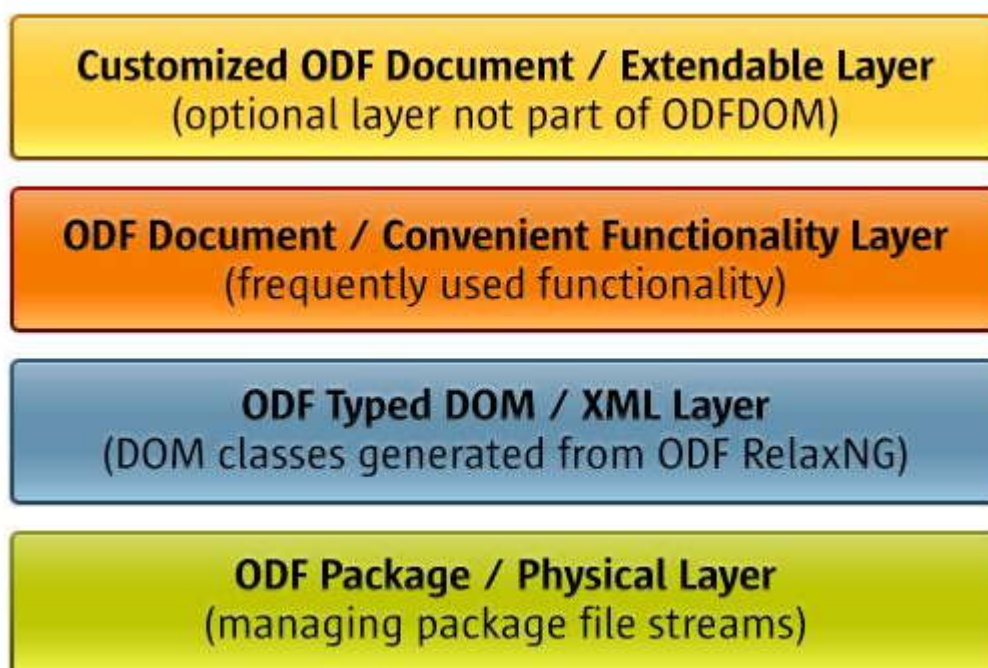 Customized ODF Document / Extendable Layer
(optional layer not part of ODFDOM)
ODF Document / Convenient Functionality Layer
(frequently used functionality)
ODF Typed DOM / XML Layer
(DOM classes generated from ODF RelaxNG)
ODF Package / Physical Layer
(managing package file streams)